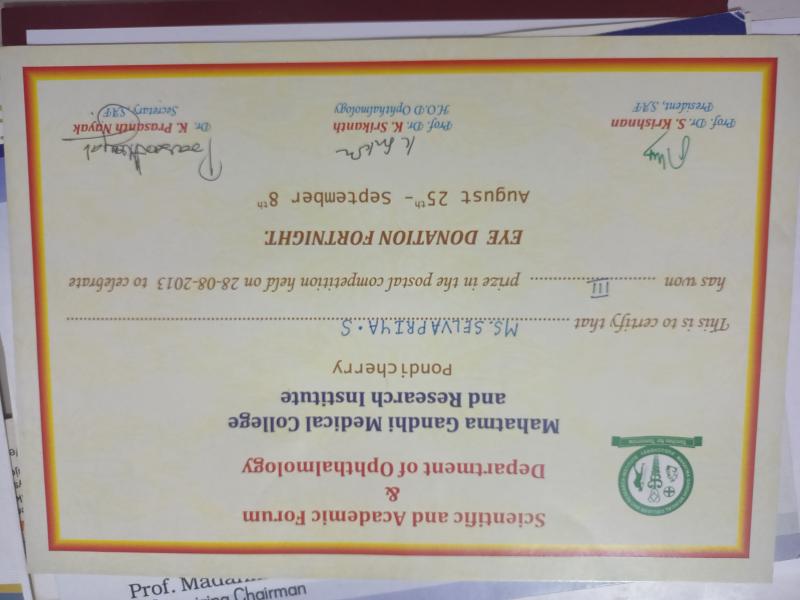 Scientific and Academic Forum
&
Department of Ophthalmology
Mahatma Gandhi Medical College
and Research Institute
Pondicherry
This is to certify that MS. SELVAPRIYA.S
has won III prize in the postal competition held on 28-08-2013 to celebrate
EYE DONATION FORTNIGHT.
August 25th - September 8th
Prof. Dr. S. Krishnan
President, SAF
Prof. Dr. K. Srikanth
H.O.D Ophthalmology
Dr. K. Prasanth Nayak
Secretary, SAF
Prof.
Chairman